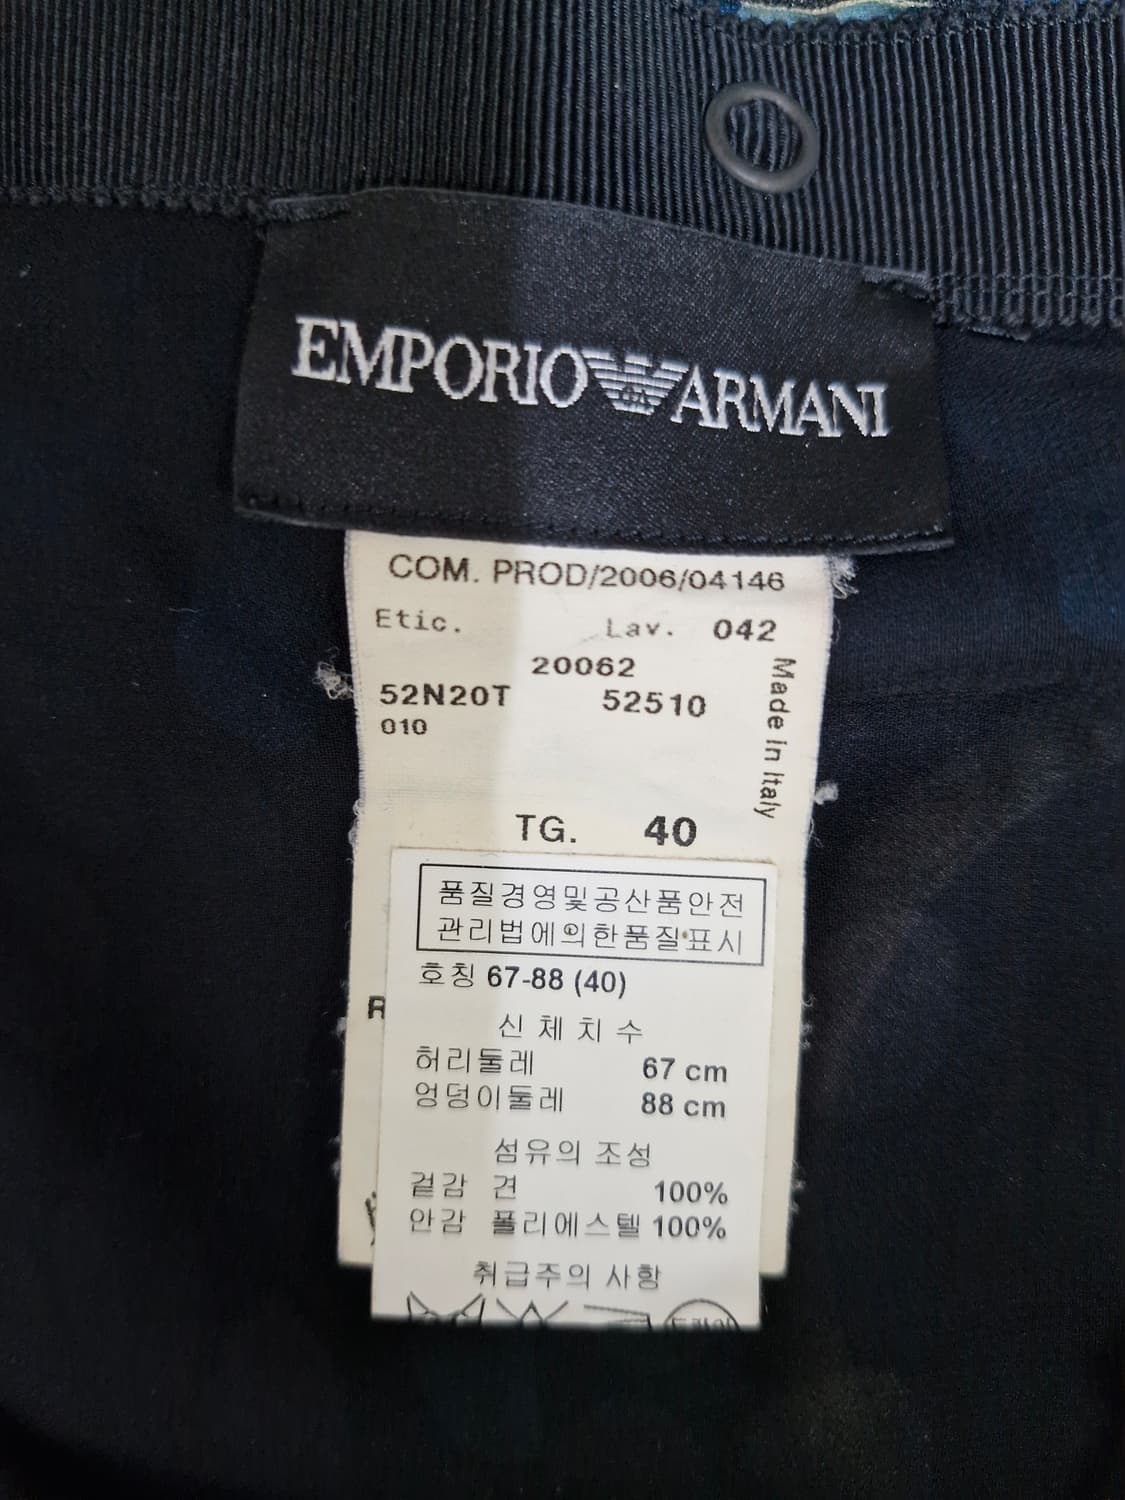 EMPORIO ARMANI
COM. PROD/2006/04146
Etic. Lav. 042
20062
52N20T 52510
010
Made in Italy
TG. 40
품질경영및공산품안전
관리법에의한품질표시
호칭 67-88 (40)
R
신체치수
허리둘레 67 cm
엉덩이둘레 88 cm
섬유의 조성
겉감 견 100%
안감 폴리에스텔 100%
취급주의 사항
드라이